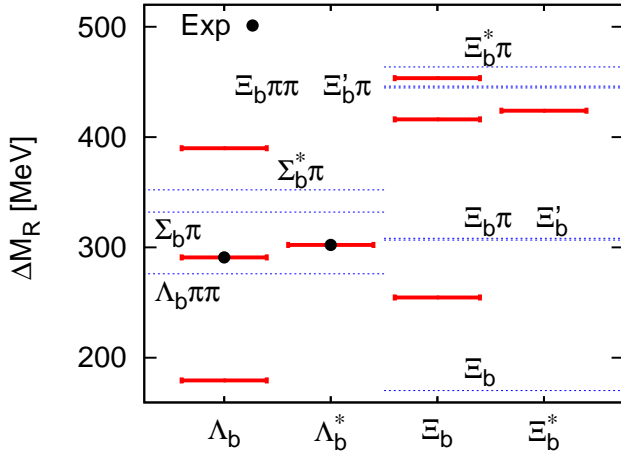 500
Exp
Ξ*bπ
Ξbππ Ξ'bπ
400
Σ*bπ
ΔMR [MeV]
Σbπ
Ξbπ Ξ'b
300
Λbππ
Ξb
200
Λb Λ*b Ξb Ξ*b